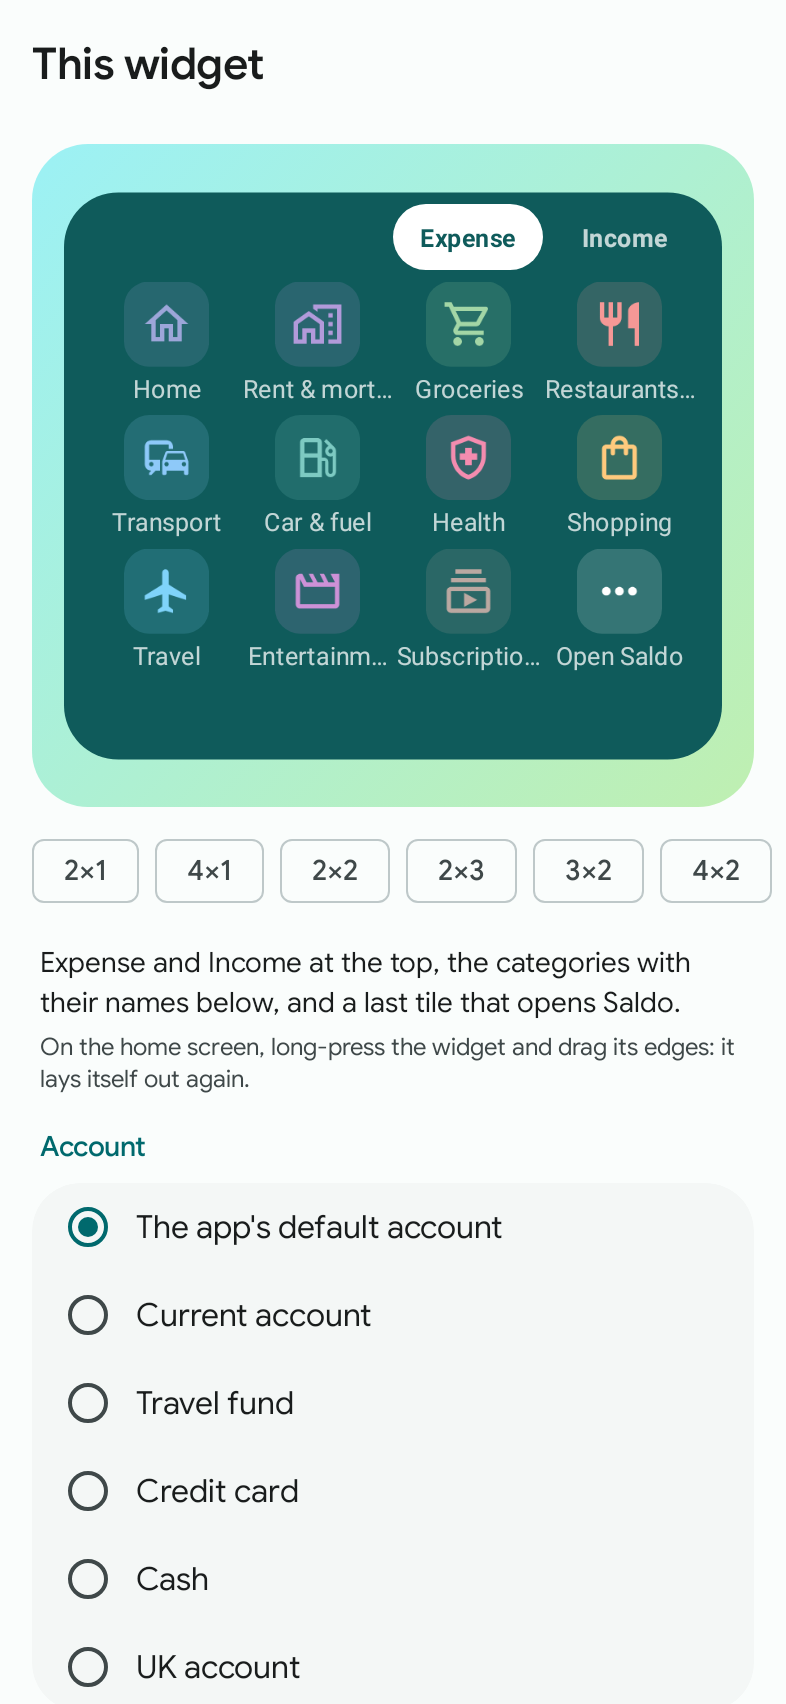 This widget
Expense Income
Home Rent & mort... Groceries Restaurants...
Transport Car & fuel Health Shopping
Travel Entertainm... Subscriptio... Open Saldo
2×1 4×1 2×2 2×3 3×2 4×2
Expense and Income at the top, the categories with
their names below, and a last tile that opens Saldo.
On the home screen, long-press the widget and drag its edges: it
lays itself out again.
Account
The app's default account
Current account
Travel fund
Credit card
Cash
UK account